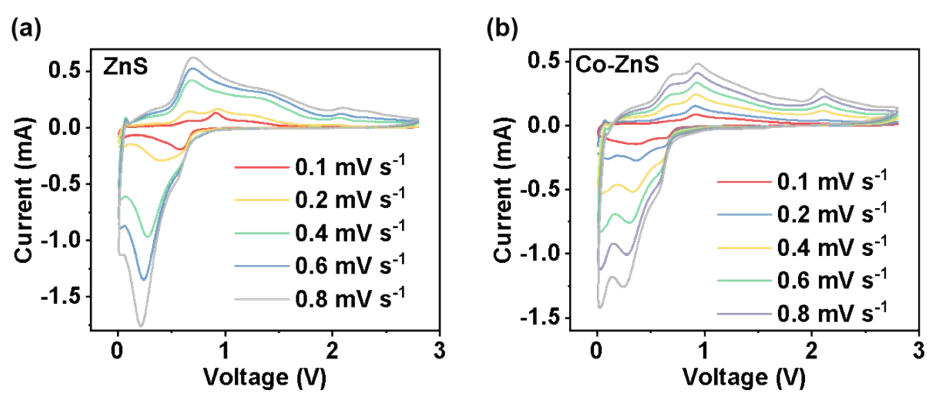 (a)
ZnS
0.5
0.0
-0.5
-1.0
-1.5
Current (mA)
0.1 mV s⁻¹
0.2 mV s⁻¹
0.4 mV s⁻¹
0.6 mV s⁻¹
0.8 mV s⁻¹
0 1 2 3
Voltage (V)
(b)
Co-ZnS
0.5
0.0
-0.5
-1.0
-1.5
Current (mA)
0.1 mV s⁻¹
0.2 mV s⁻¹
0.4 mV s⁻¹
0.6 mV s⁻¹
0.8 mV s⁻¹
0 1 2 3
Voltage (V)